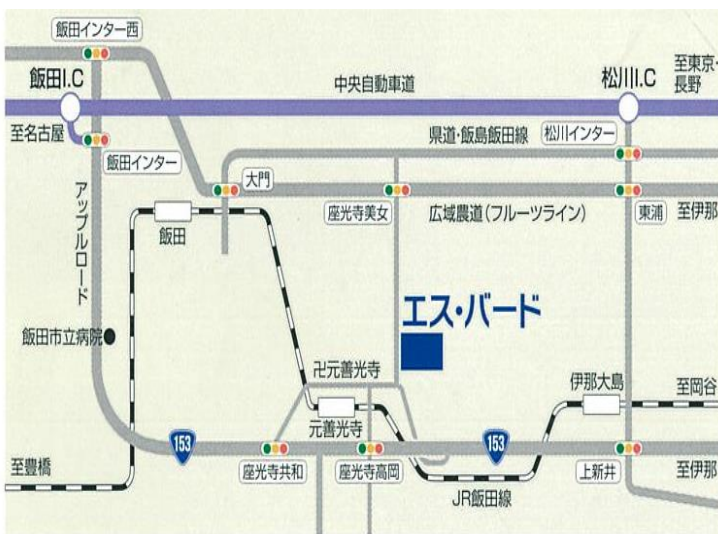 飯田インター西
飯田I.C
中央自動車道
松川I.C
至東京・
長野
至名古屋
飯田インター
県道・飯島飯田線
松川インター
大門
座光寺美女
広域農道(フルーツライン)
東浦
至伊那
アップルロード
飯田
エス・バード
飯田市立病院
卍元善光寺
伊那大島
至岡谷
元善光寺
153
153
至豊橋
座光寺共和
座光寺高岡
上新井
至伊那
JR飯田線